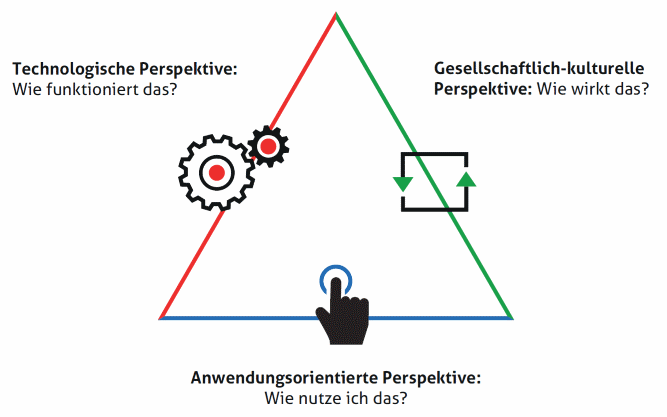 Technologische Perspektive:
Wie funktioniert das?
Gesellschaftlich-kulturelle
Perspektive: Wie wirkt das?
Anwendungsorientierte Perspektive:
Wie nutze ich das?